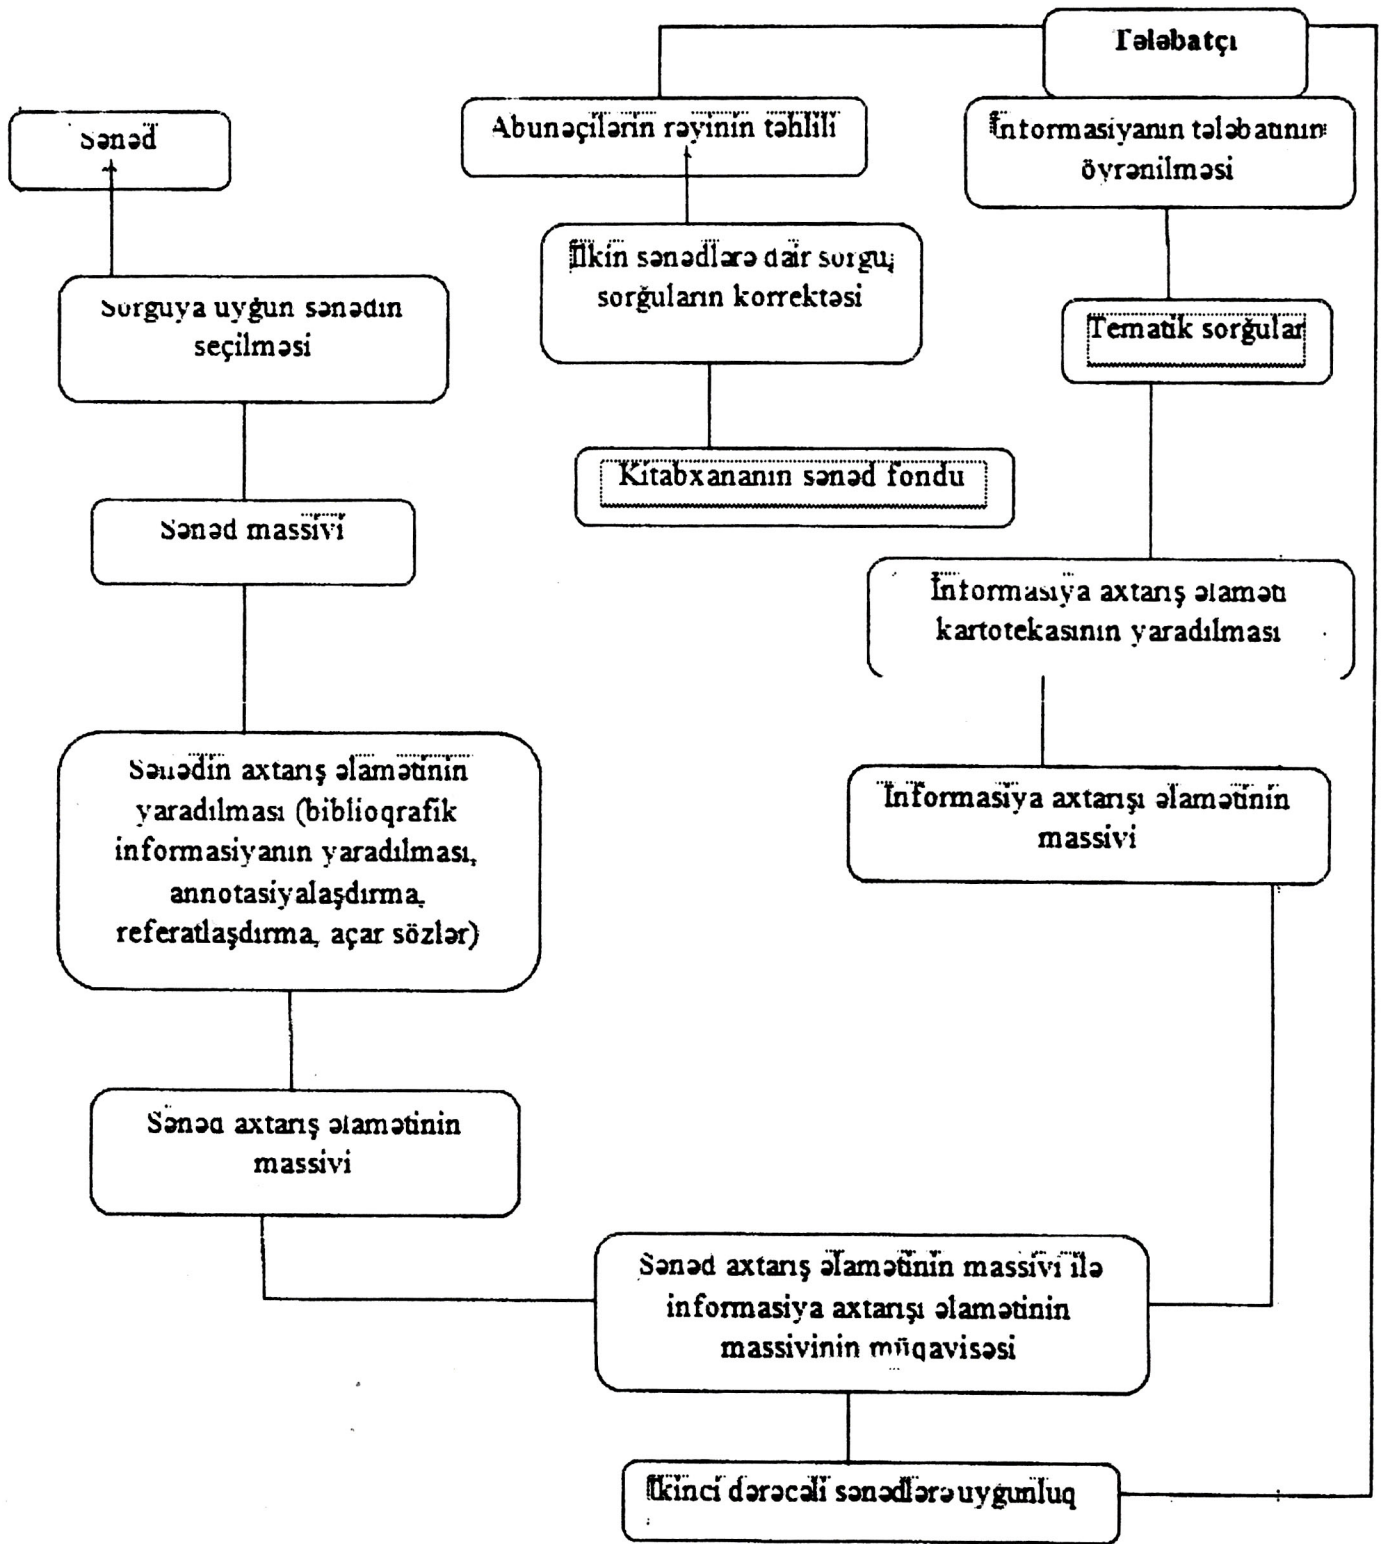 Tələbatçı
Sənəd
Abunəçilərin rəyinin təhlili
İnformasiyanın tələbatının
öyrənilməsi
Sorğuya uyğun sənədin
seçilməsi
İlkin sənədlərə dair sorğu,
sorğuların korrektəsi
Tematik sorğular
Kitabxananın sənəd fondu
Sənəd massivi
İnformasiya axtarış əlaməti
kartotekasının yaradılması
Sənədin axtarış əlamətinin
yaradılması (biblioqrafik
informasiyanın yaradılması,
annotasiyalaşdırma,
referatlaşdırma, açar sözlər)
İnformasiya axtarışı əlamətinin
massivi
Sənəd axtarış əlamətinin
massivi
Sənəd axtarış əlamətinin massivi ilə
informasiya axtarışı əlamətinin
massivinin müqavisəsi
İkinci dərəcəli sənədlərə uyğunluq